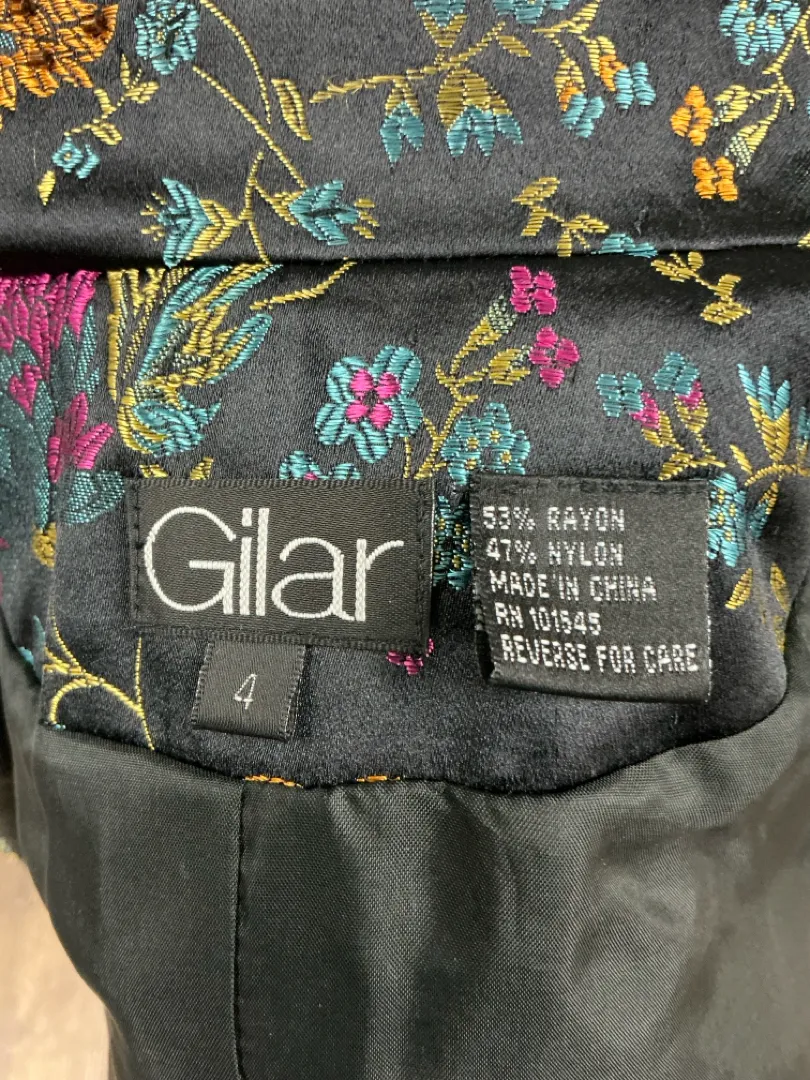 Gilar
4
53% RAYON
47% NYLON
MADE IN CHINA
RN 101545
REVERSE FOR CARE